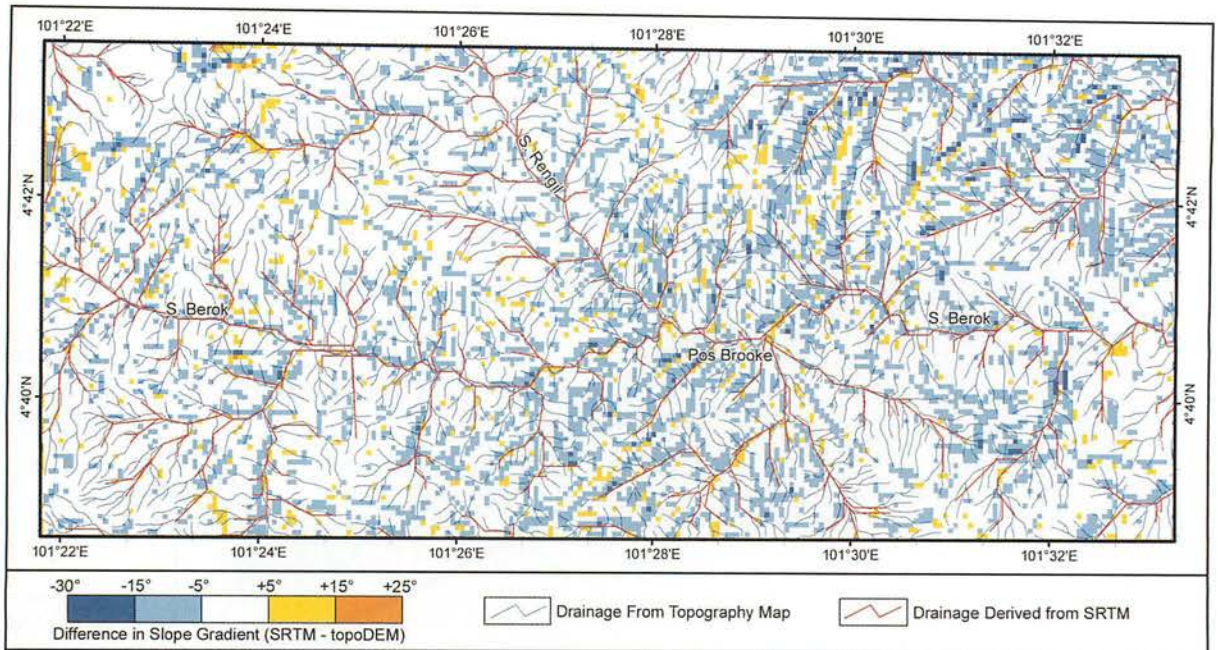 101°22'E 101°24'E 101°26'E 101°28'E 101°30'E 101°32'E
4°42'N
4°42'N
S. Rengil
S. Berok
S. Berok
Pos Brooke
4°40'N
4°40'N
101°22'E 101°24'E 101°26'E 101°28'E 101°30'E 101°32'E
-30° -15° -5° +5° +15° +25°
Difference in Slope Gradient (SRTM - topoDEM)
Drainage From Topography Map
Drainage Derived from SRTM